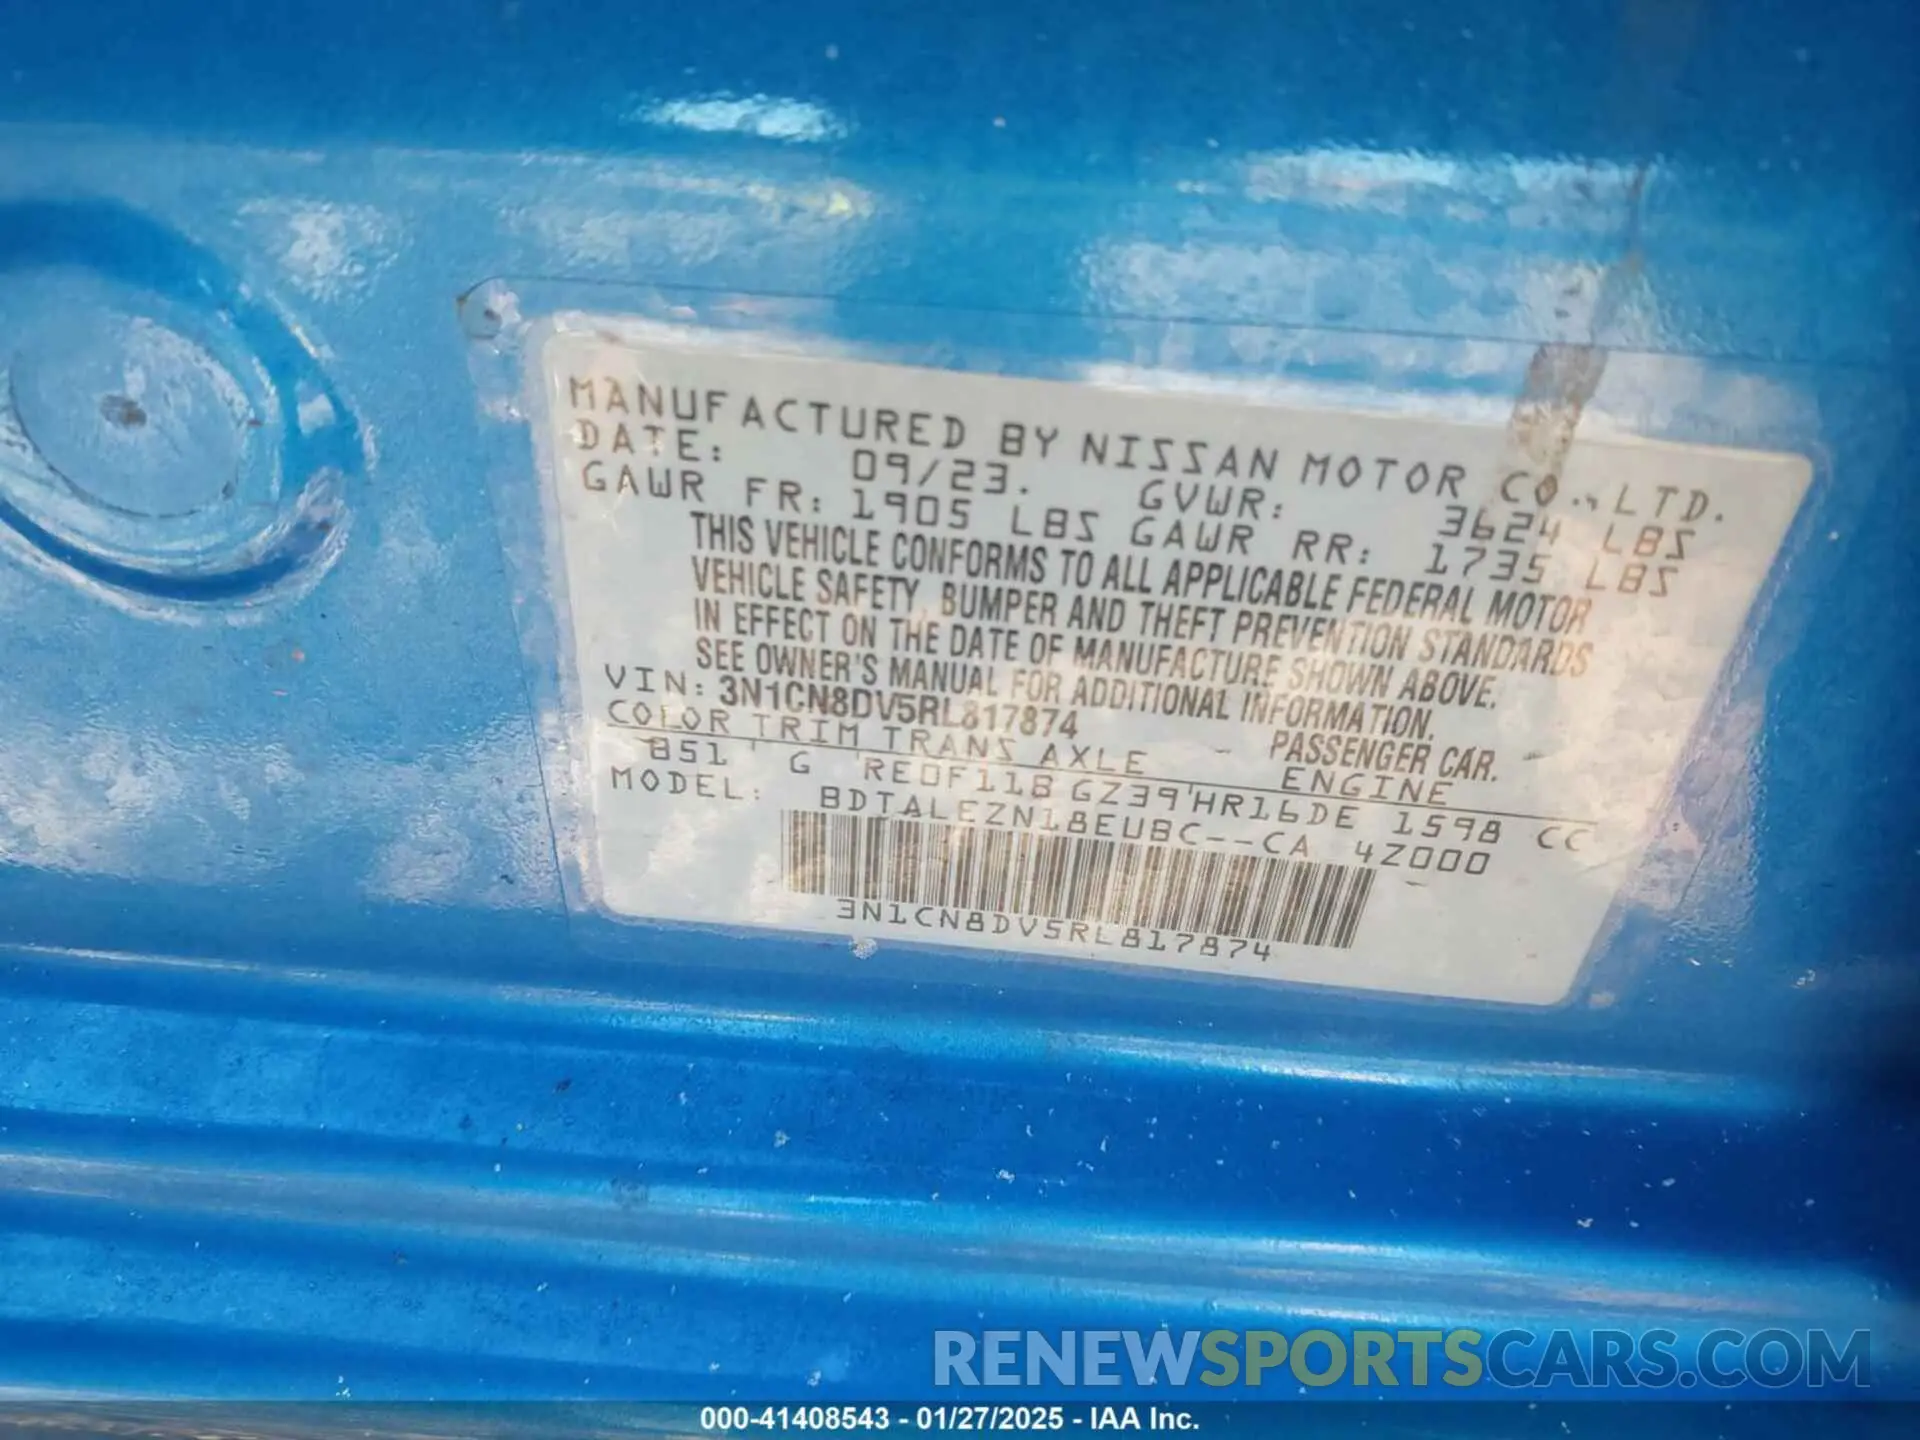 MANUFACTURED BY NISSAN MOTOR CO., LTD.
DATE: 09/23. GVWR: 3624 LBS
GAWR FR: 1905 LBS GAWR RR: 1735 LBS
THIS VEHICLE CONFORMS TO ALL APPLICABLE FEDERAL MOTOR
VEHICLE SAFETY, BUMPER AND THEFT PREVENTION STANDARDS
IN EFFECT ON THE DATE OF MANUFACTURE SHOWN ABOVE.
SEE OWNER'S MANUAL FOR ADDITIONAL INFORMATION.
VIN: 3N1CN8DV5RL817874 PASSENGER CAR.
COLOR TRIM TRANS AXLE ENGINE
B51 G RE0F11B GZ39 HR16DE 1598 CC
MODEL: BDTALEZN18EUBC--CA 4Z000
3N1CN8DV5RL817874
RENEWSPORTSCARS.COM
000-41408543 - 01/27/2025 - IAA Inc.